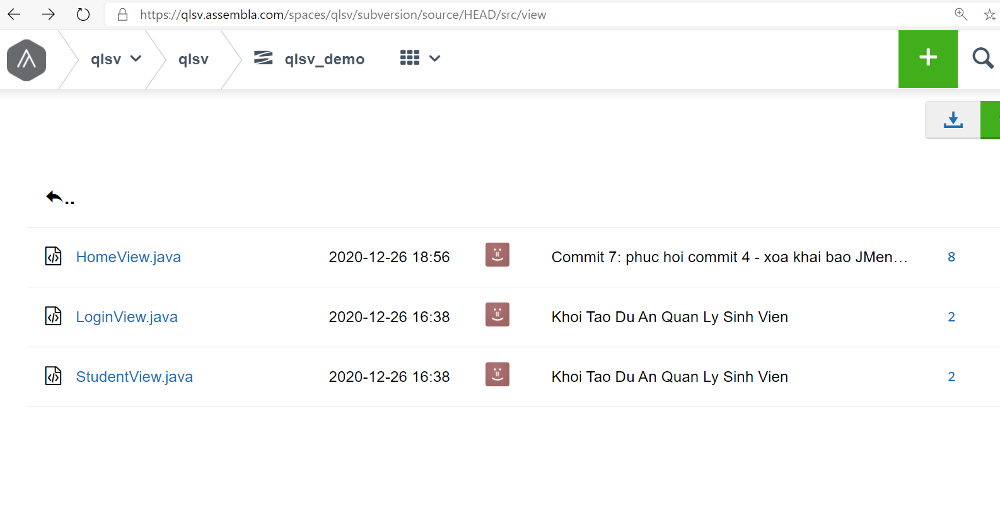 https://qlsv.assembla.com/spaces/qlsv/subversion/source/HEAD/src/view
qlsv qlsv qlsv_demo
..
HomeView.java 2020-12-26 18:56 Commit 7: phuc hoi commit 4 - xoa khai bao JMen... 8
LoginView.java 2020-12-26 16:38 Khoi Tao Du An Quan Ly Sinh Vien 2
StudentView.java 2020-12-26 16:38 Khoi Tao Du An Quan Ly Sinh Vien 2